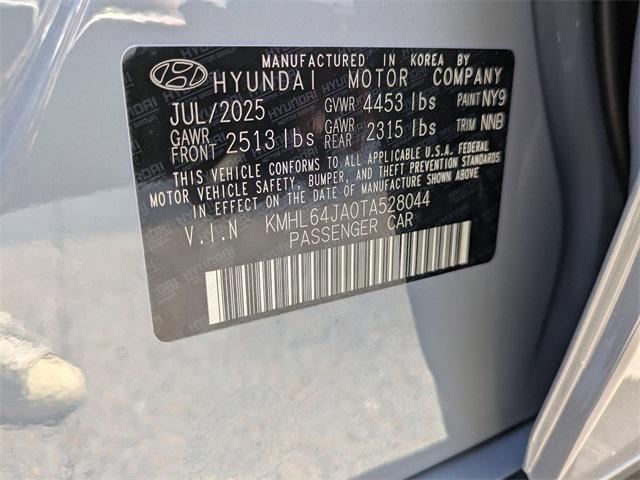 MANUFACTURED IN KOREA BY
HYUNDAI MOTOR COMPANY
JUL/2025 GVWR 4453 lbs PAINT NY9
GAWR FRONT 2513 lbs GAWR REAR 2315 lbs TRIM NNB
THIS VEHICLE CONFORMS TO ALL APPLICABLE U.S.A. FEDERAL
MOTOR VEHICLE SAFETY, BUMPER, AND THEFT PREVENTION STANDARDS
IN EFFECT ON THE DATE OF MANUFACTURE SHOWN ABOVE.
V.I.N KMHL64JA0TA528044
PASSENGER CAR